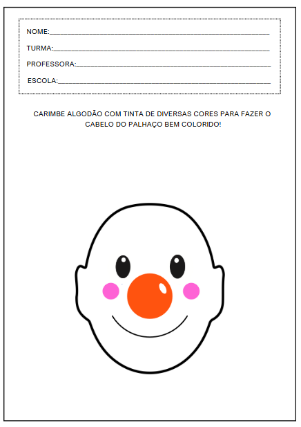 NOME:
TURMA:
PROFESSORA:
ESCOLA:
CARIMBE ALGODÃO COM TINTA DE DIVERSAS CORES PARA FAZER O
CABELO DO PALHAÇO BEM COLORIDO!